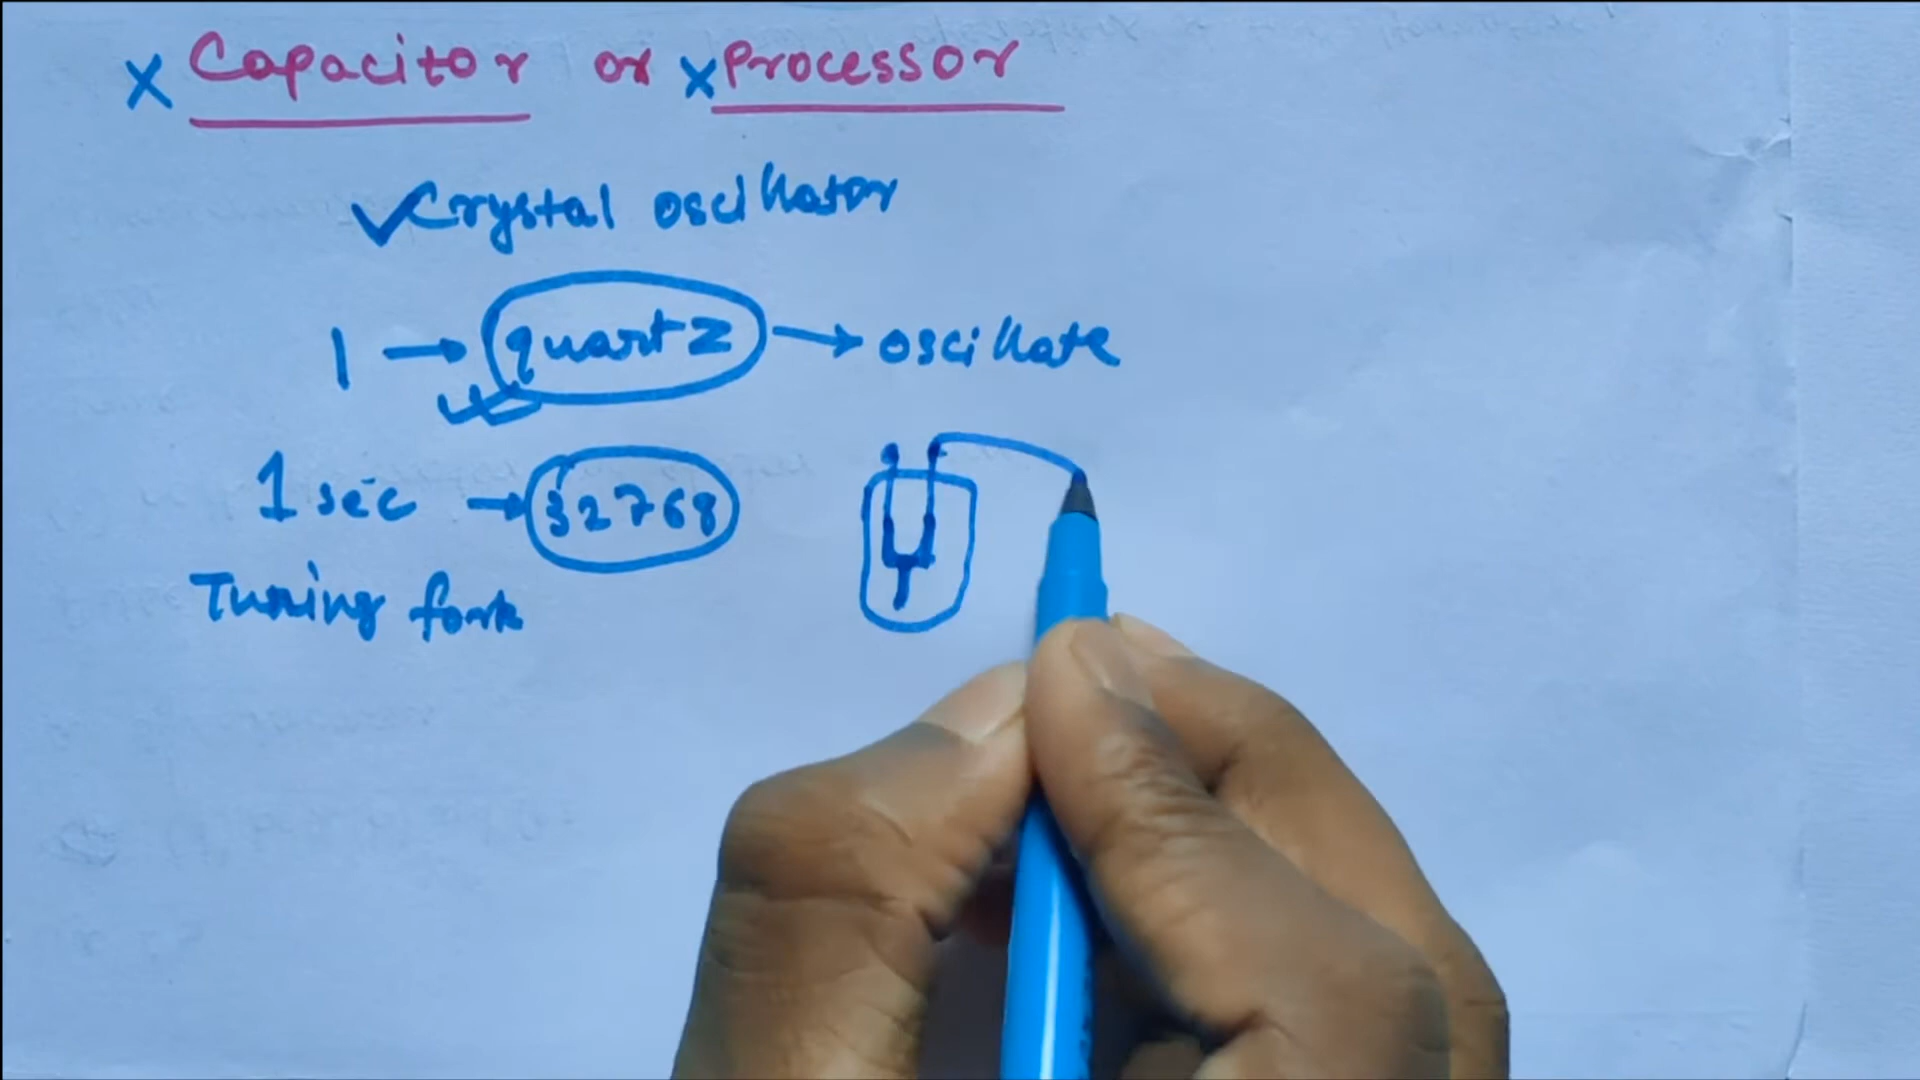 x Capacitor or x Processor
✓ Crystal oscillator
1 → quartz → oscillate
1 sec → 32768
Tuning fork